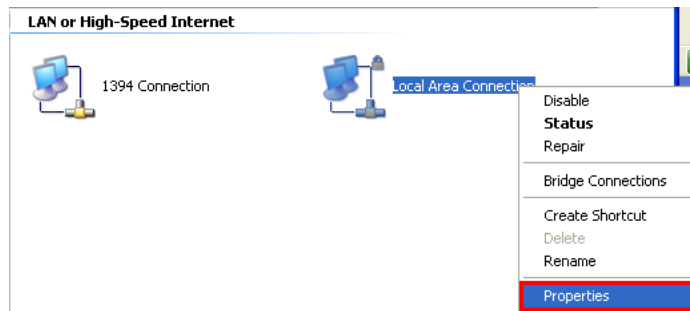 LAN or High-Speed Internet
1394 Connection
Local Area Connection
Disable
Status
Repair
Bridge Connections
Create Shortcut
Delete
Rename
Properties